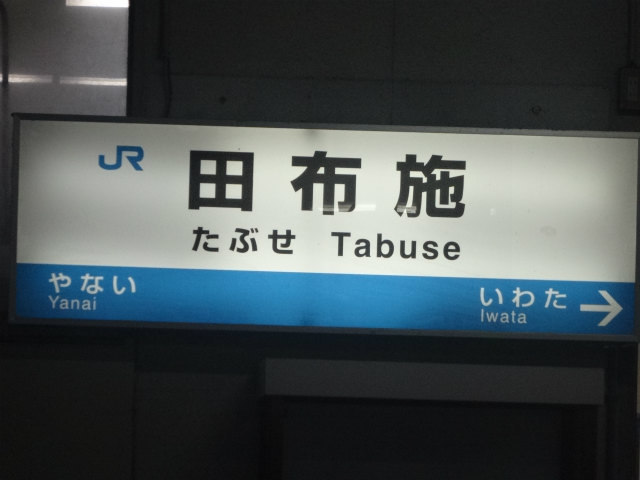 JR
田布施
たぶせ Tabuse
やない
Yanai
いわた
Iwata